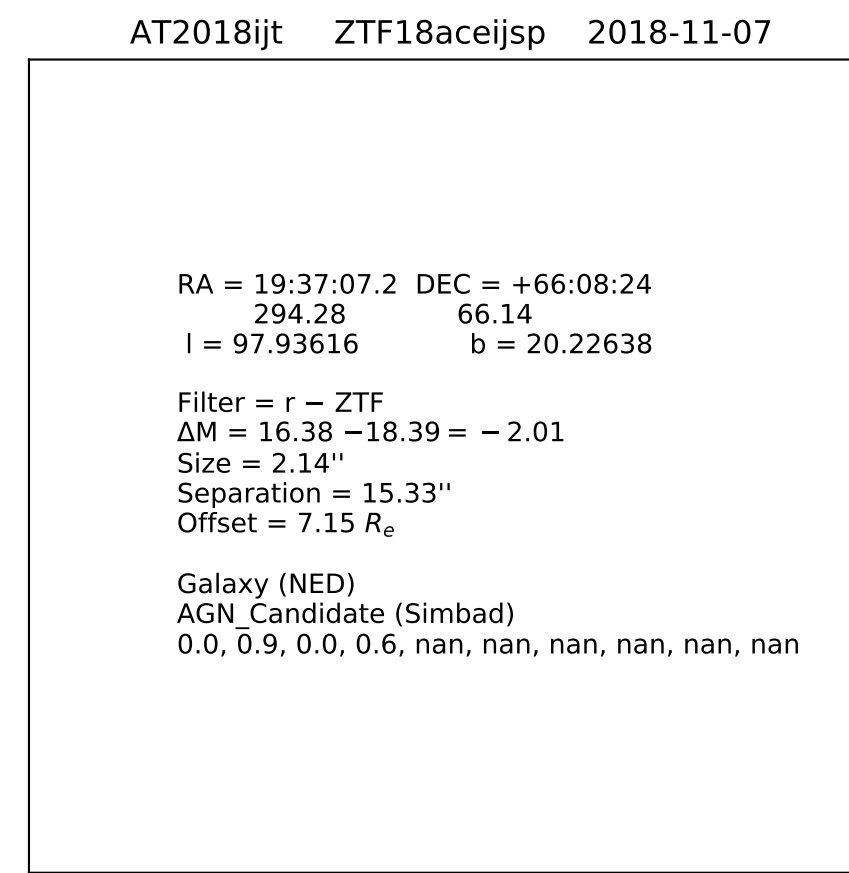 AT2018ijt ZTF18aceijsp 2018-11-07
RA = 19:37:07.2 DEC = +66:08:24
294.28 66.14
l = 97.93616 b = 20.22638
Filter = r − ZTF
ΔM = 16.38 −18.39 = − 2.01
Size = 2.14''
Separation = 15.33''
Offset = 7.15 Re
Galaxy (NED)
AGN_Candidate (Simbad)
0.0, 0.9, 0.0, 0.6, nan, nan, nan, nan, nan, nan